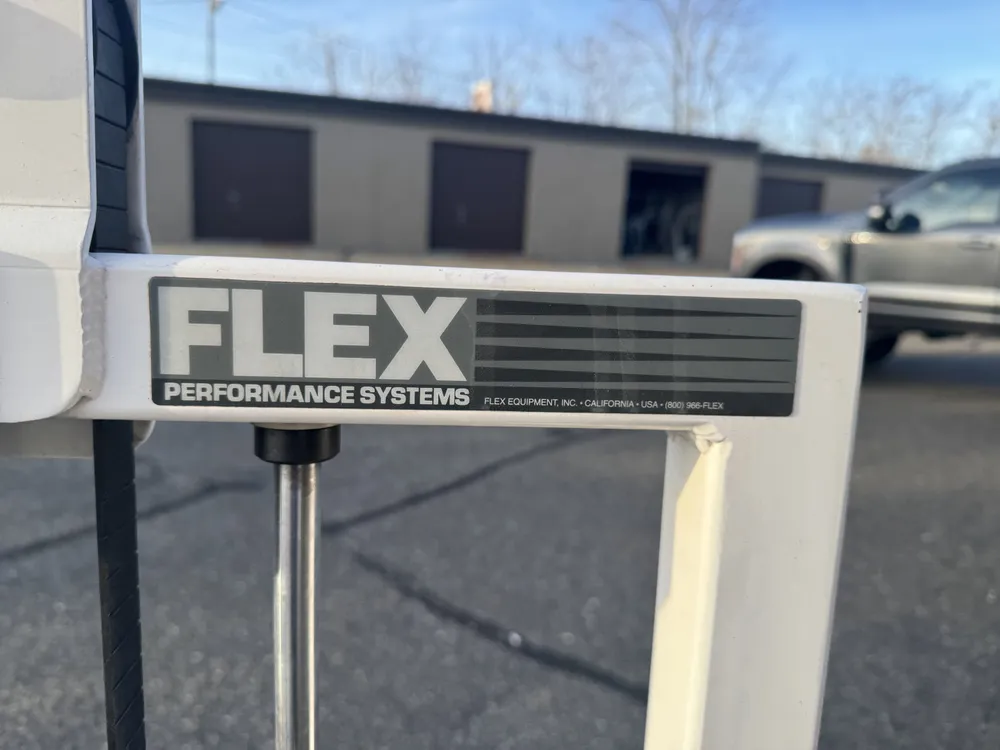 FLEX
PERFORMANCE SYSTEMS
FLEX EQUIPMENT, INC. • CALIFORNIA • USA • (800) 966-FLEX